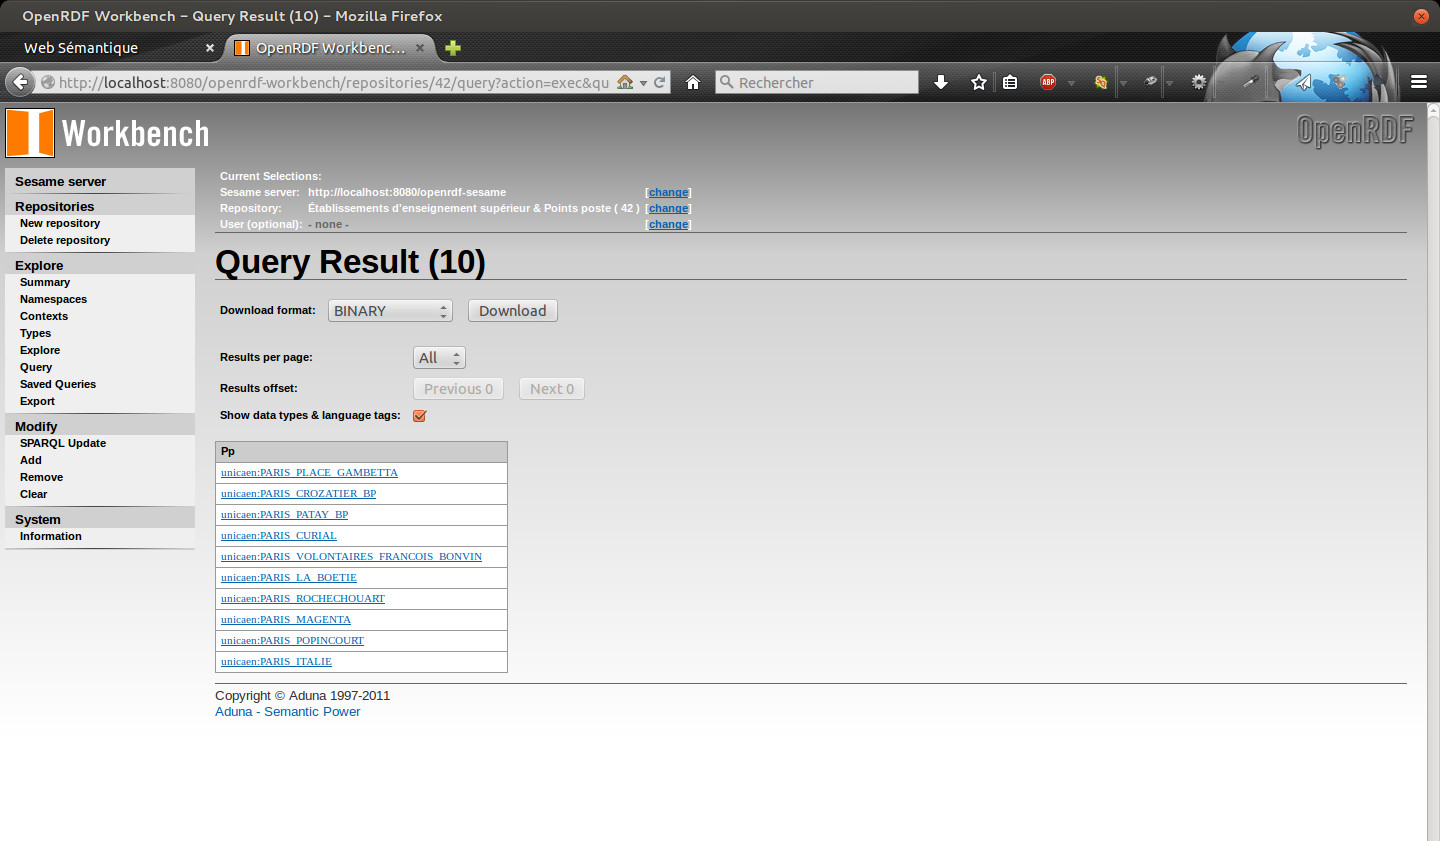 OpenRDF Workbench - Query Result (10) - Mozilla Firefox
Web Sémantique
OpenRDF Workbenc...
http://localhost:8080/openrdf-workbench/repositories/42/query?action=exec&qu
Rechercher
ABP
Workbench
OpenRDF
Sesame server
Repositories
New repository
Delete repository
Explore
Summary
Namespaces
Contexts
Types
Explore
Query
Saved Queries
Export
Modify
SPARQL Update
Add
Remove
Clear
System
Information
Current Selections:
Sesame server: http://localhost:8080/openrdf-sesame [change]
Repository: Établissements d'enseignement supérieur & Points poste ( 42 ) [change]
User (optional): - none - [change]
Query Result (10)
Download format: BINARY Download
Results per page: All
Results offset: Previous 0 Next 0
Show data types & language tags:
Pp
unicaen:PARIS_PLACE_GAMBETTA
unicaen:PARIS_CROZATIER_BP
unicaen:PARIS_PATAY_BP
unicaen:PARIS_CURIAL
unicaen:PARIS_VOLONTAIRES_FRANCOIS_BONVIN
unicaen:PARIS_LA_BOETIE
unicaen:PARIS_ROCHECHOUART
unicaen:PARIS_MAGENTA
unicaen:PARIS_POPINCOURT
unicaen:PARIS_ITALIE
Copyright © Aduna 1997-2011
Aduna - Semantic Power